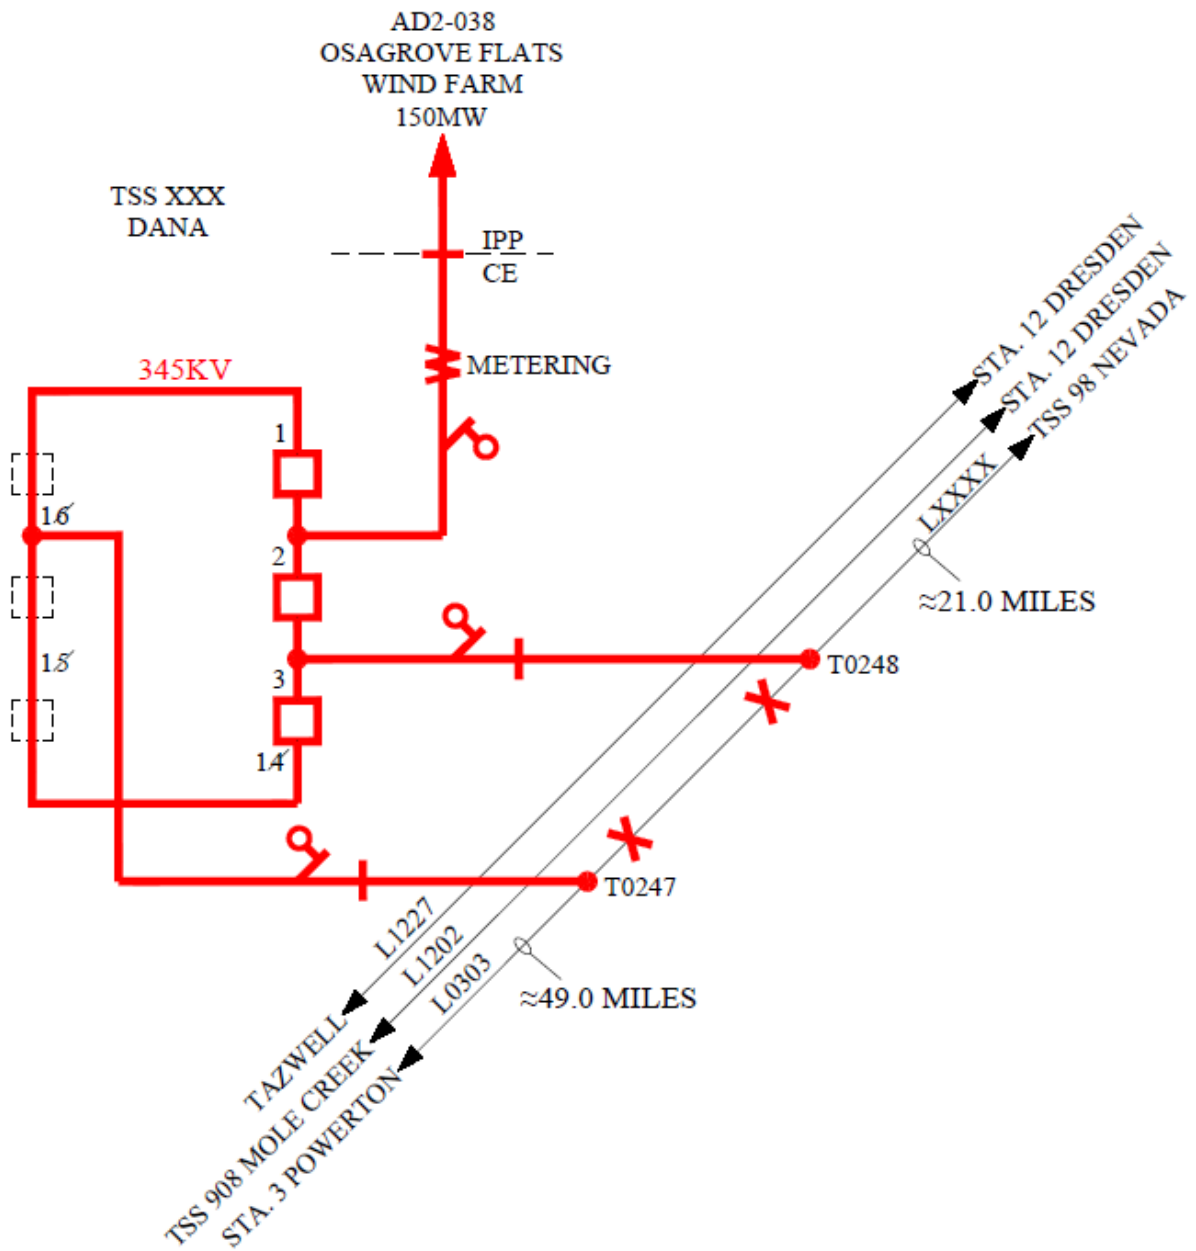 AD2-038
OSAGROVE FLATS
WIND FARM
150MW
TSS XXX
DANA
IPP
CE
METERING
345KV
1
16
2
15
3
14
STA. 12 DRESDEN
STA. 12 DRESDEN
TSS 98 NEVADA
LXXXX
≈21.0 MILES
T0248
T0247
L1227
L1202
L0303
≈49.0 MILES
TAZWELL
TSS 908 MOLE CREEK
STA. 3 POWERTON